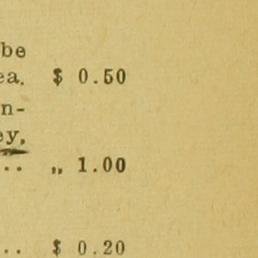 be
ea. $ 0.50
n-
ey,
.. „ 1.00
.. $ 0.20